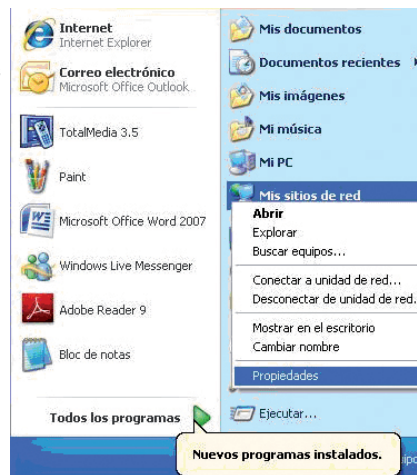 Internet
Internet Explorer
Correo electrónico
Microsoft Office Outlook
TotalMedia 3.5
Paint
Microsoft Office Word 2007
Windows Live Messenger
Adobe Reader 9
Bloc de notas
Todos los programas
Mis documentos
Documentos recientes
Mis imágenes
Mi música
Mi PC
Mis sitios de red
Abrir
Explorar
Buscar equipos...
Conectar a unidad de red...
Desconectar de unidad de red.
Mostrar en el escritorio
Cambiar nombre
Propiedades
Ejecutar...
Nuevos programas instalados.